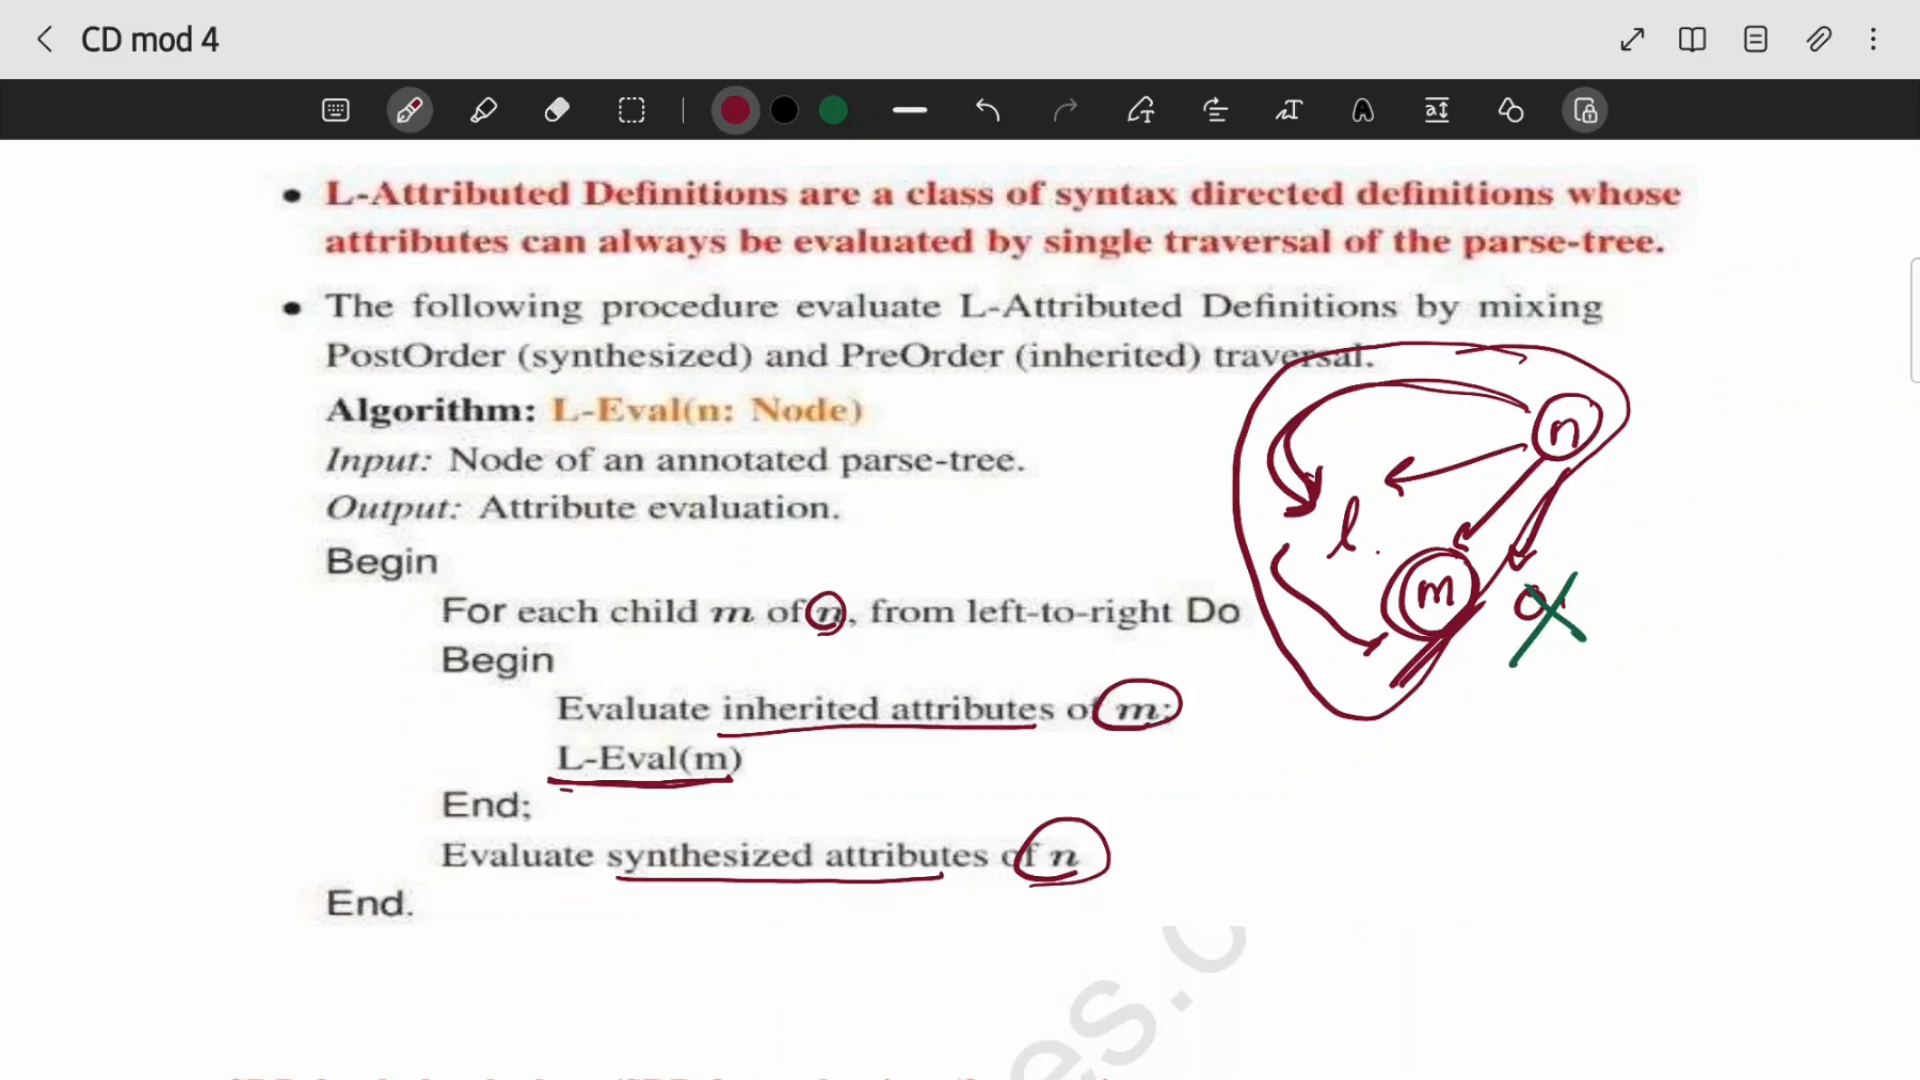 CD mod 4
• L-Attributed Definitions are a class of syntax directed definitions whose
attributes can always be evaluated by single traversal of the parse-tree.
• The following procedure evaluate L-Attributed Definitions by mixing
PostOrder (synthesized) and PreOrder (inherited) traversal.
Algorithm: L-Eval(n: Node)
Input: Node of an annotated parse-tree.
Output: Attribute evaluation.
Begin
For each child m of n, from left-to-right Do
Begin
Evaluate inherited attributes of m;
L-Eval(m)
End;
Evaluate synthesized attributes of n
End.
n
l
m
es.c